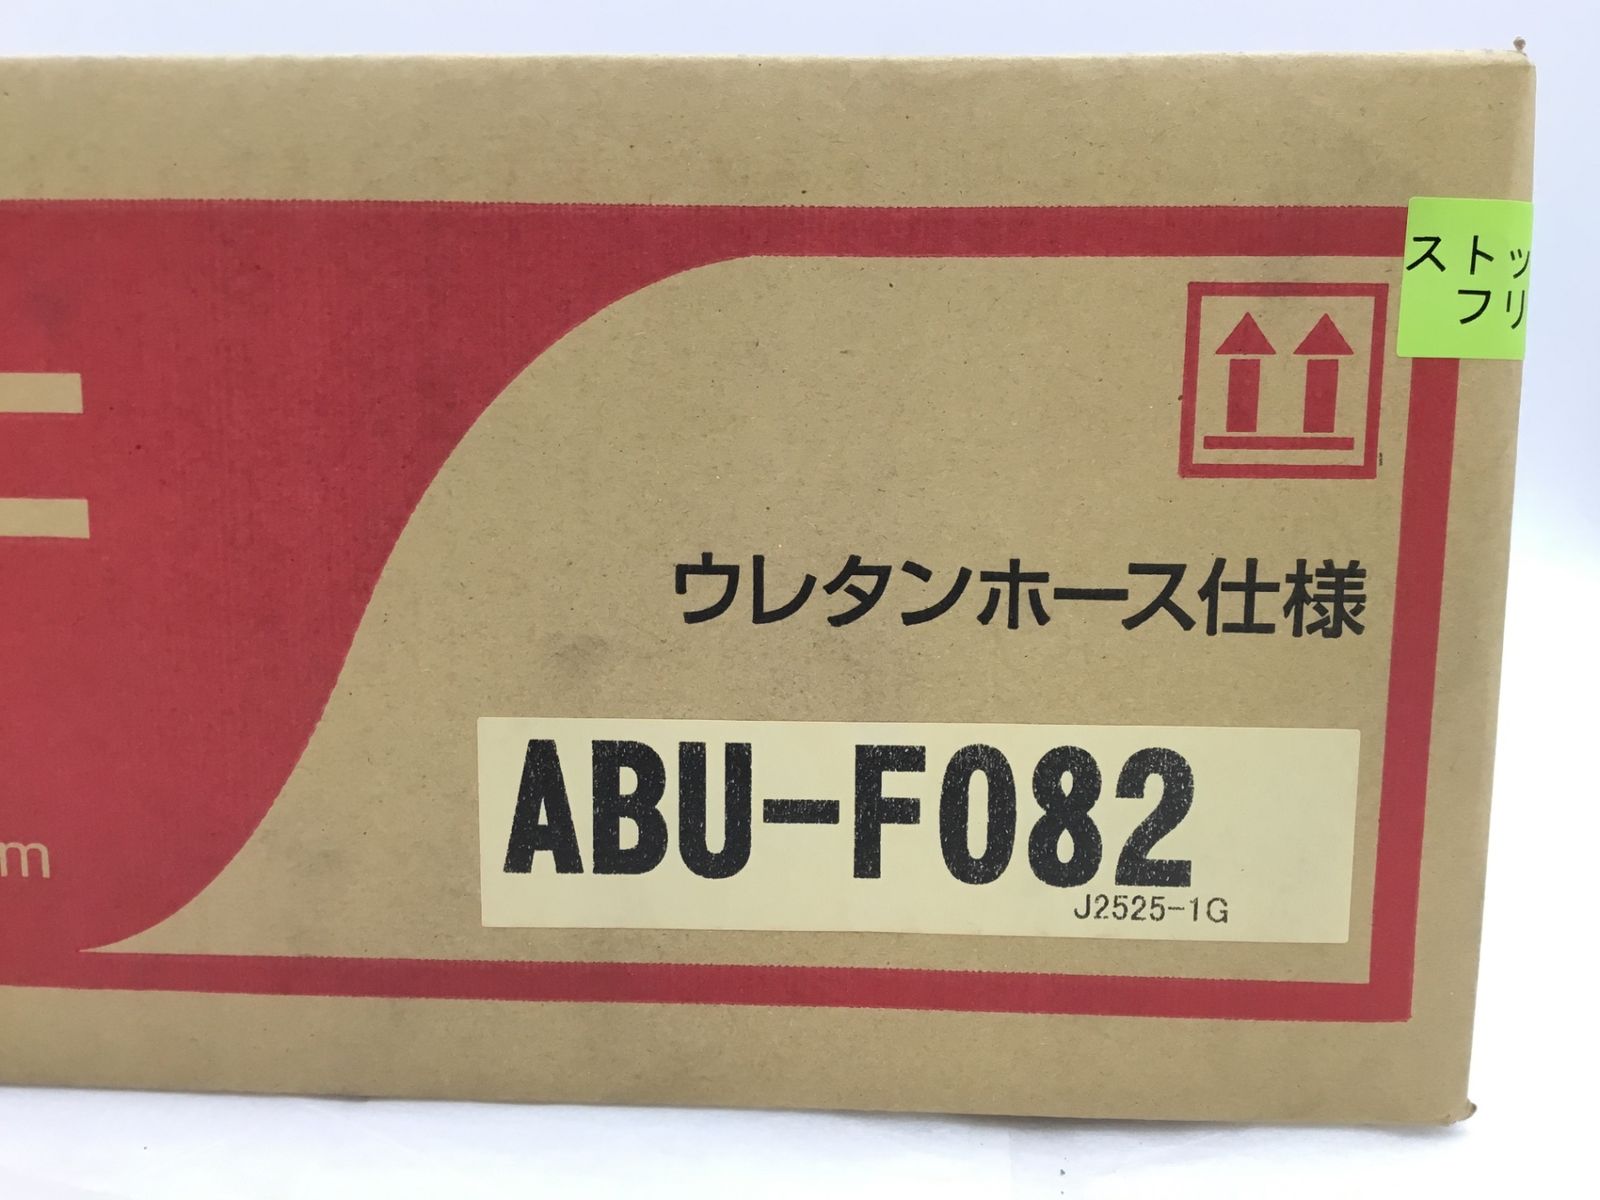 ストッ
フリ
ウレタンホース仕様
ABU-F082
J2525-1G
m